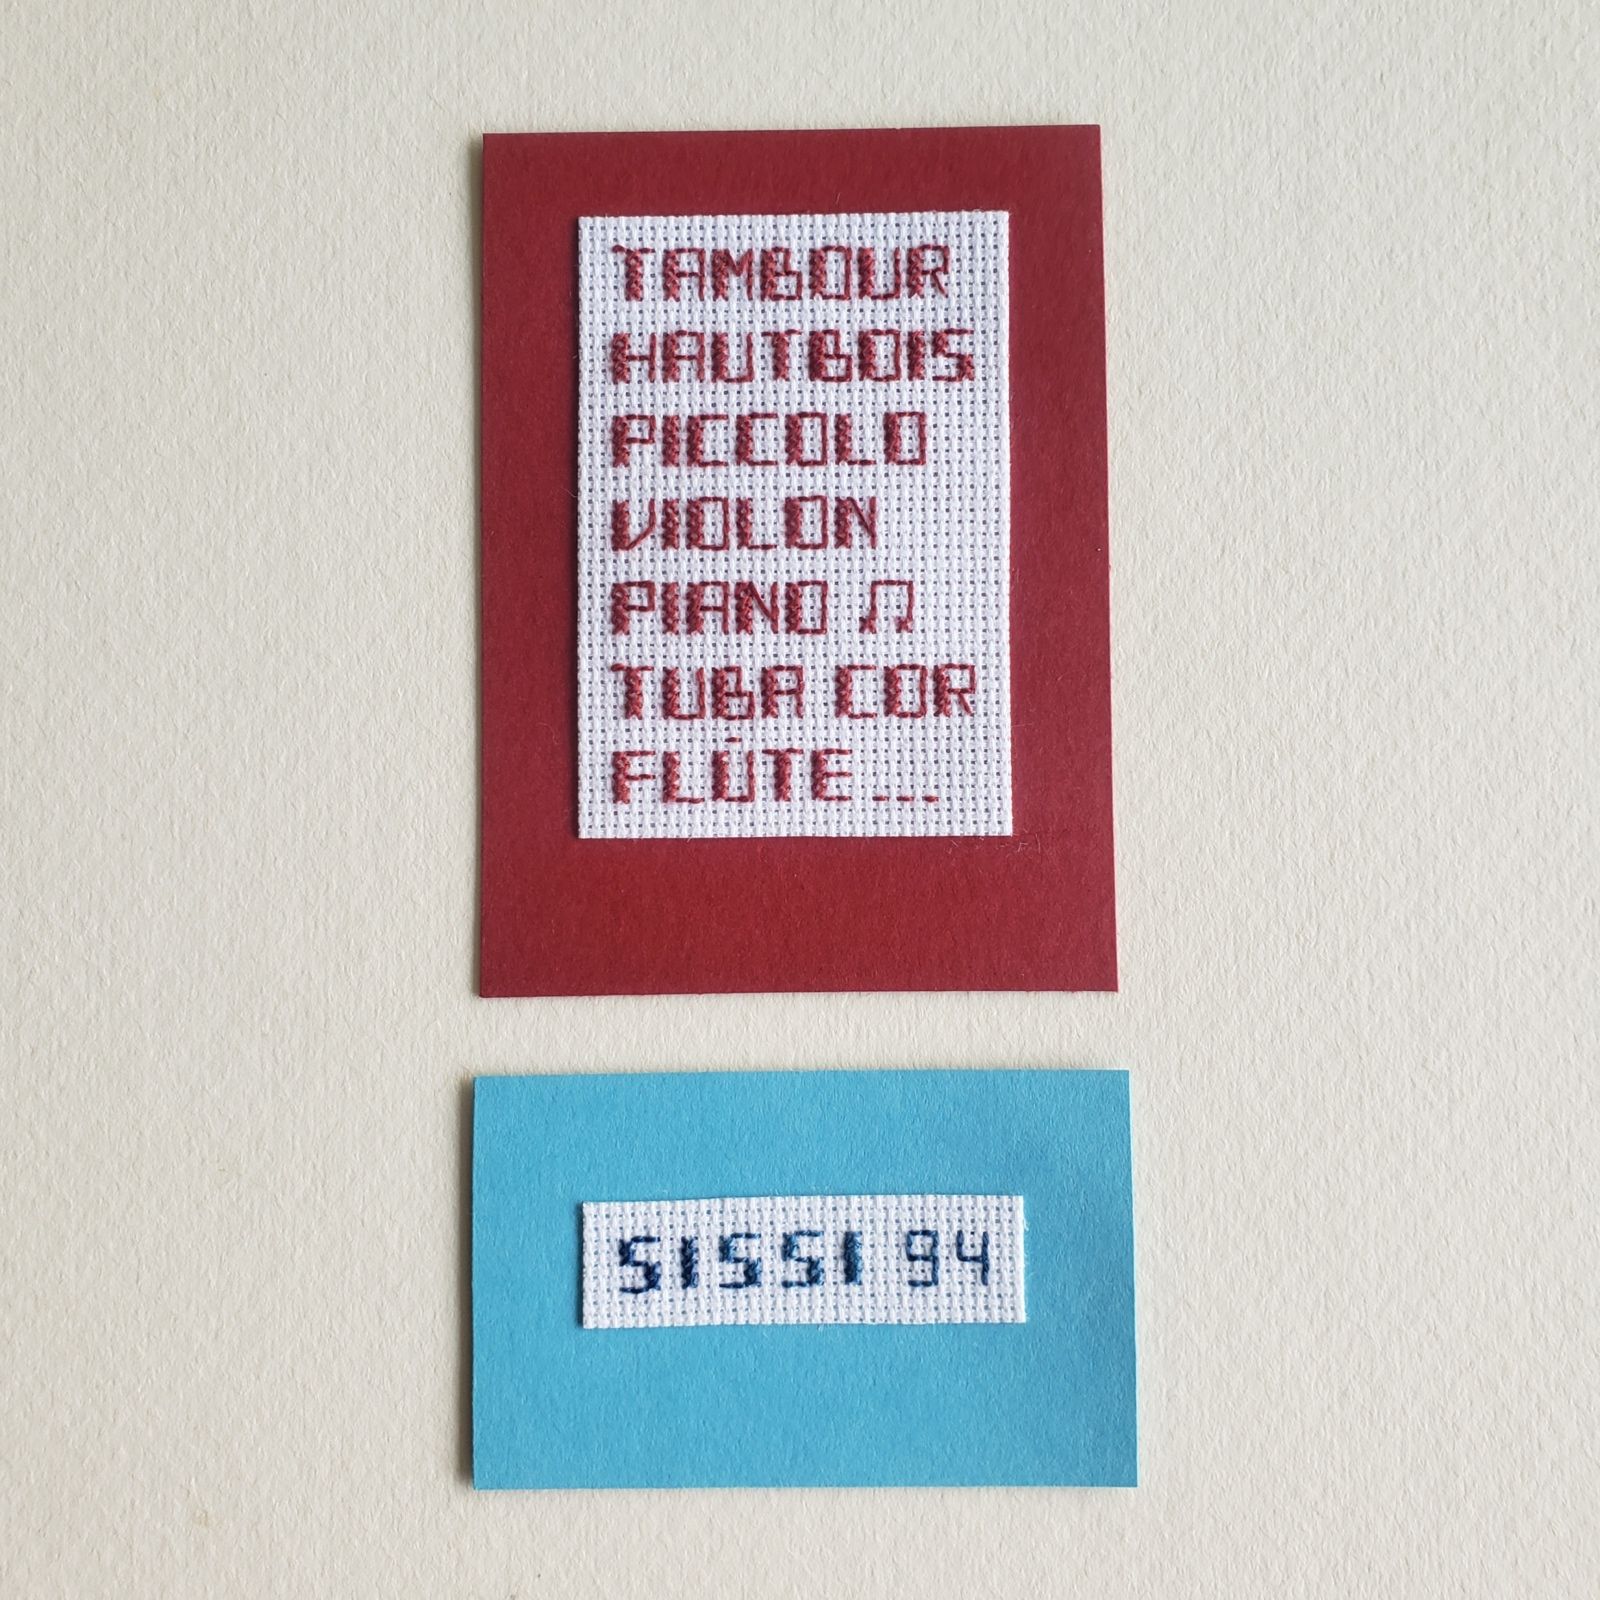 TAMBOUR
HAUTBOIS
PICCOLO
VIOLON
PIANO ♫
TUBA COR
FLÛTE...
SISSI 94